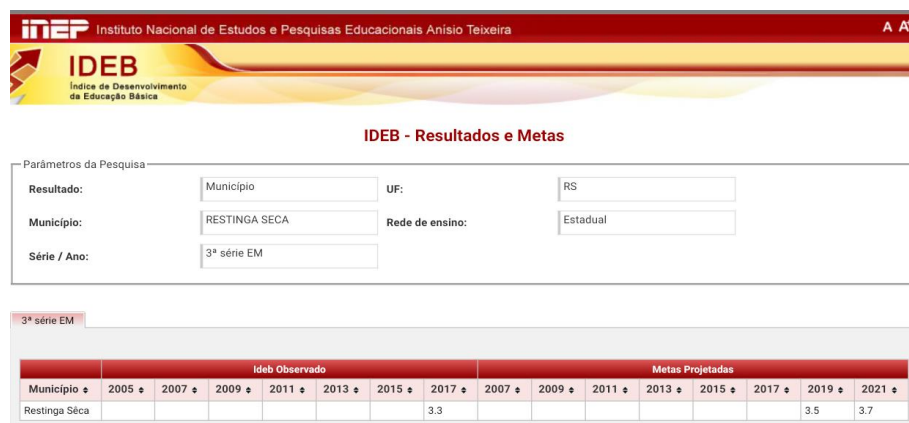 inep Instituto Nacional de Estudos e Pesquisas Educacionais Anísio Teixeira A A
IDEB
Índice de Desenvolvimento
da Educação Básica
IDEB - Resultados e Metas
Parâmetros da Pesquisa
Resultado: Município UF: RS
Município: RESTINGA SECA Rede de ensino: Estadual
Série / Ano: 3ª série EM
3ª série EM
Ideb Observado Metas Projetadas
Município 2005 2007 2009 2011 2013 2015 2017 2007 2009 2011 2013 2015 2017 2019 2021
Restinga Sêca 3.3 3.5 3.7